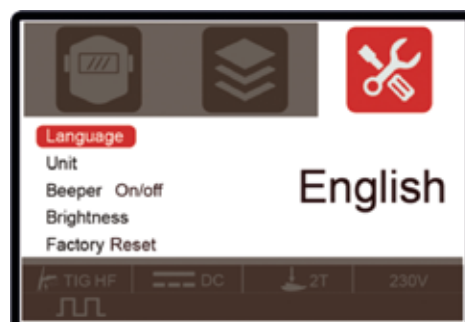 Language
Unit
Beeper On/off
Brightness
Factory Reset
English
TIG HF DC 2T 230V